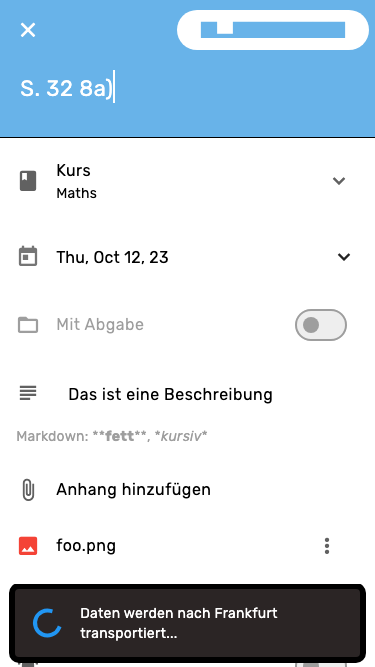 S. 32 8a)
Kurs
Maths
Thu, Oct 12, 23
Mit Abgabe
Das ist eine Beschreibung
Markdown: **fett**, *kursiv*
Anhang hinzufügen
foo.png
Daten werden nach Frankfurt
transportiert...